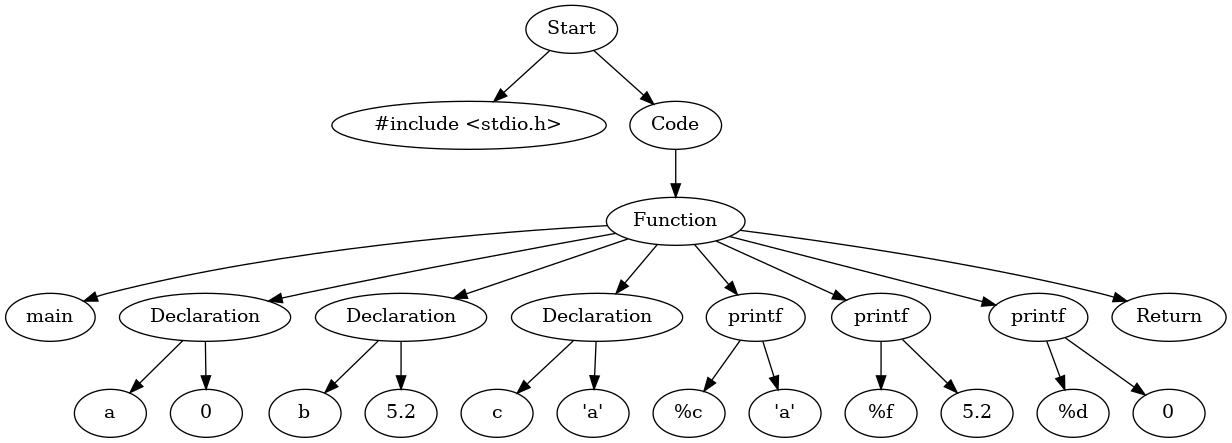 Start
#include <stdio.h>
Code
Function
main
Declaration
Declaration
Declaration
printf
printf
printf
Return
a
0
b
5.2
c
'a'
%c
'a'
%f
5.2
%d
0